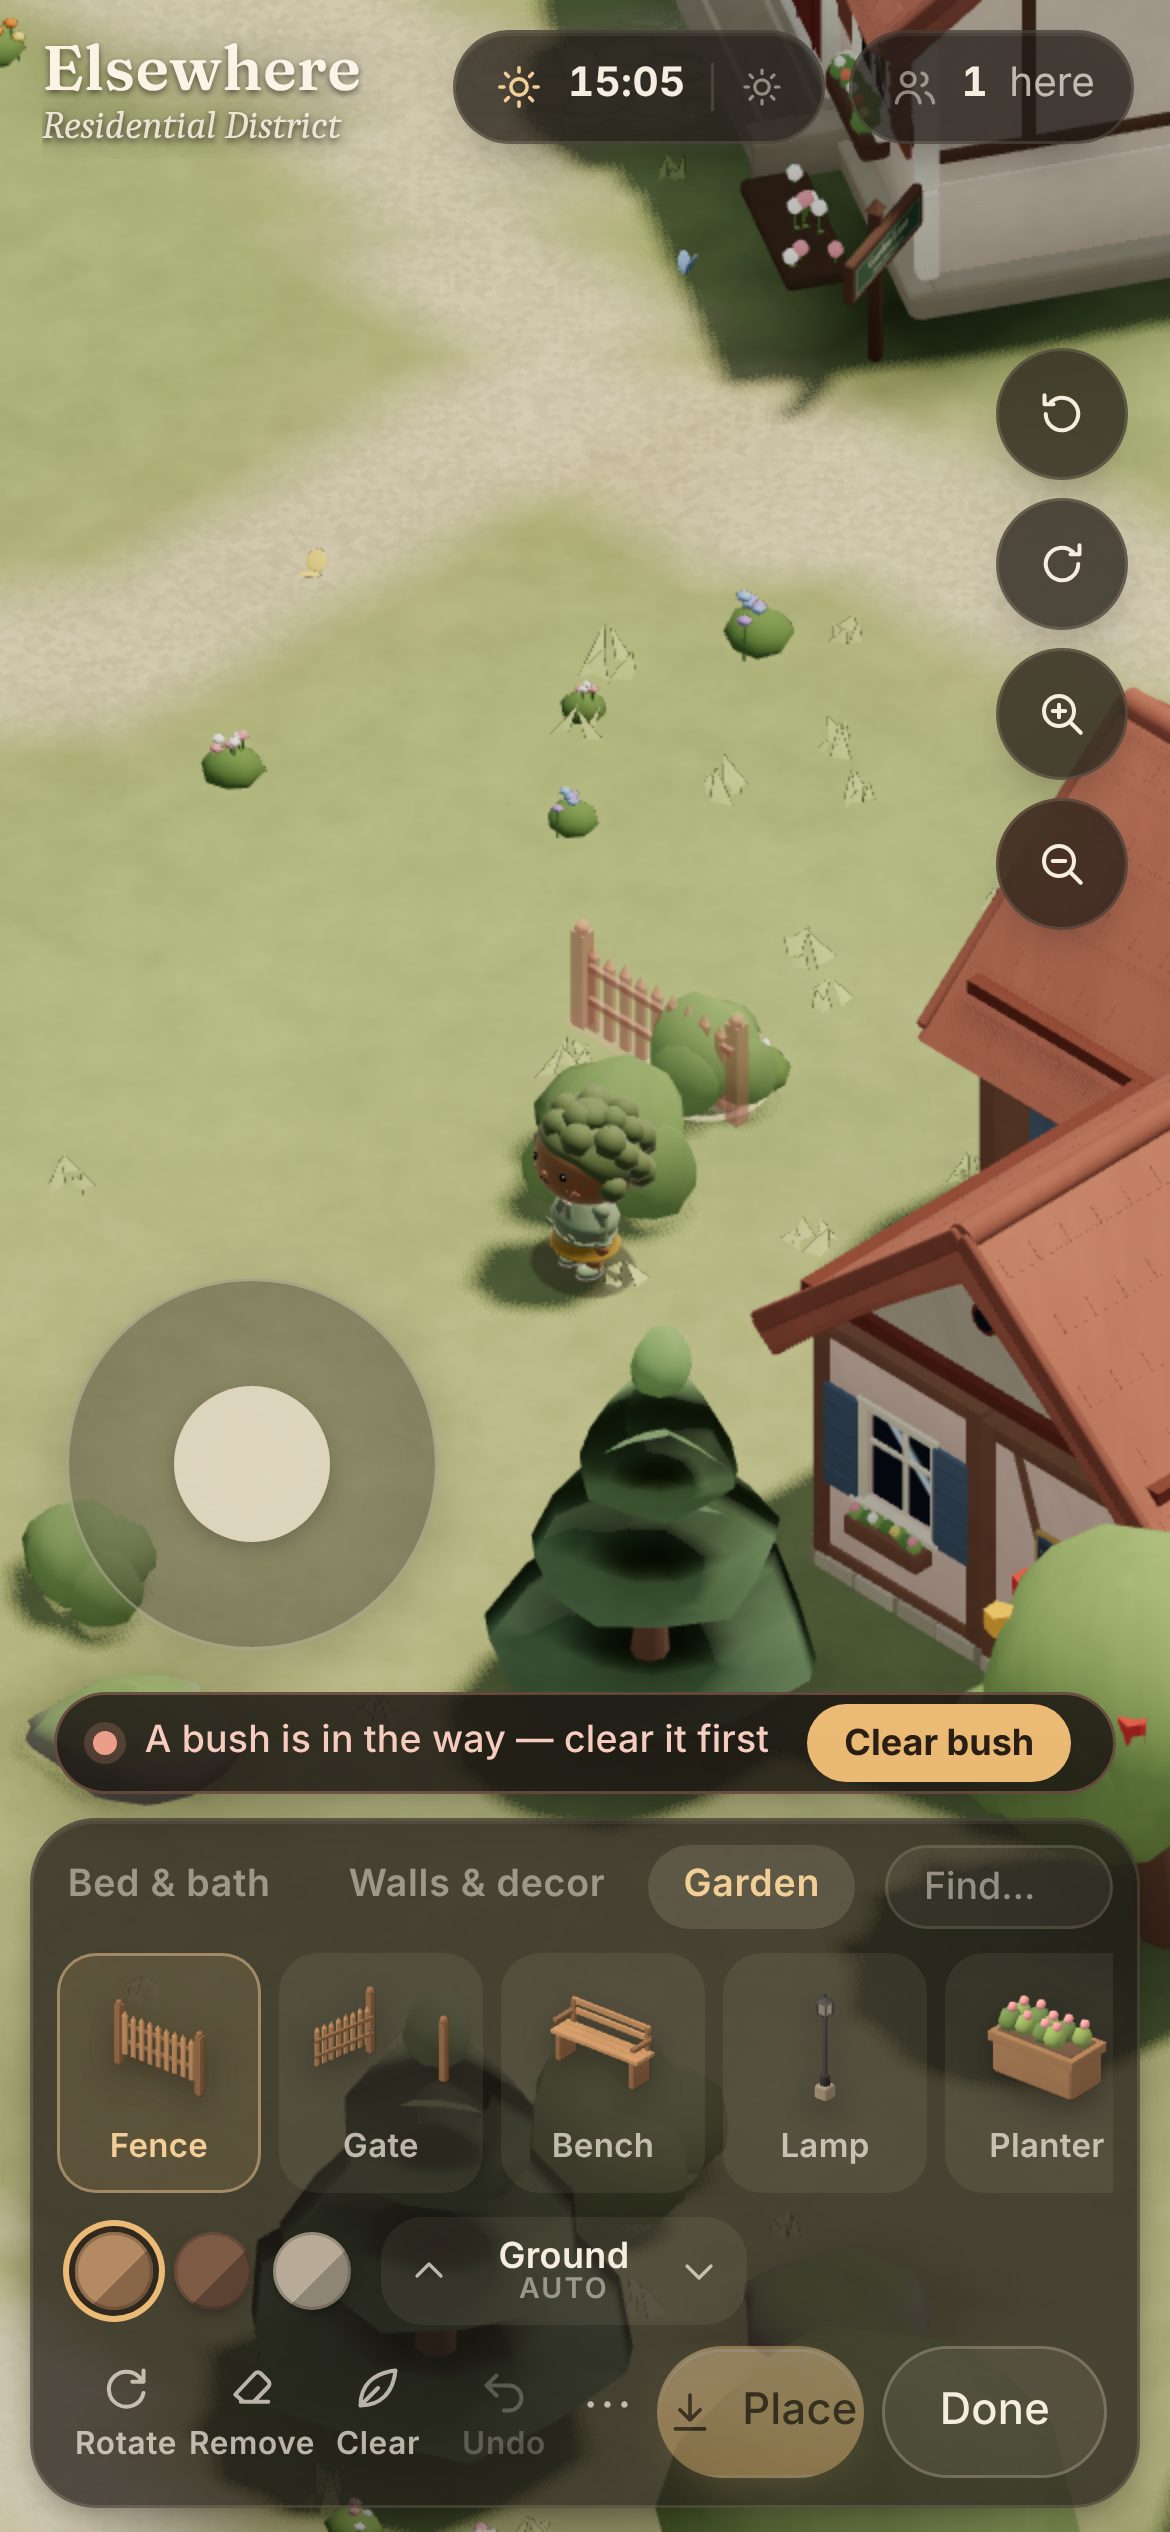 Elsewhere
Residential District
15:05
1 here
A bush is in the way — clear it first
Clear bush
Bed & bath
Walls & decor
Garden
Find...
Fence
Gate
Bench
Lamp
Planter
Ground
AUTO
Rotate
Remove
Clear
Undo
Place
Done